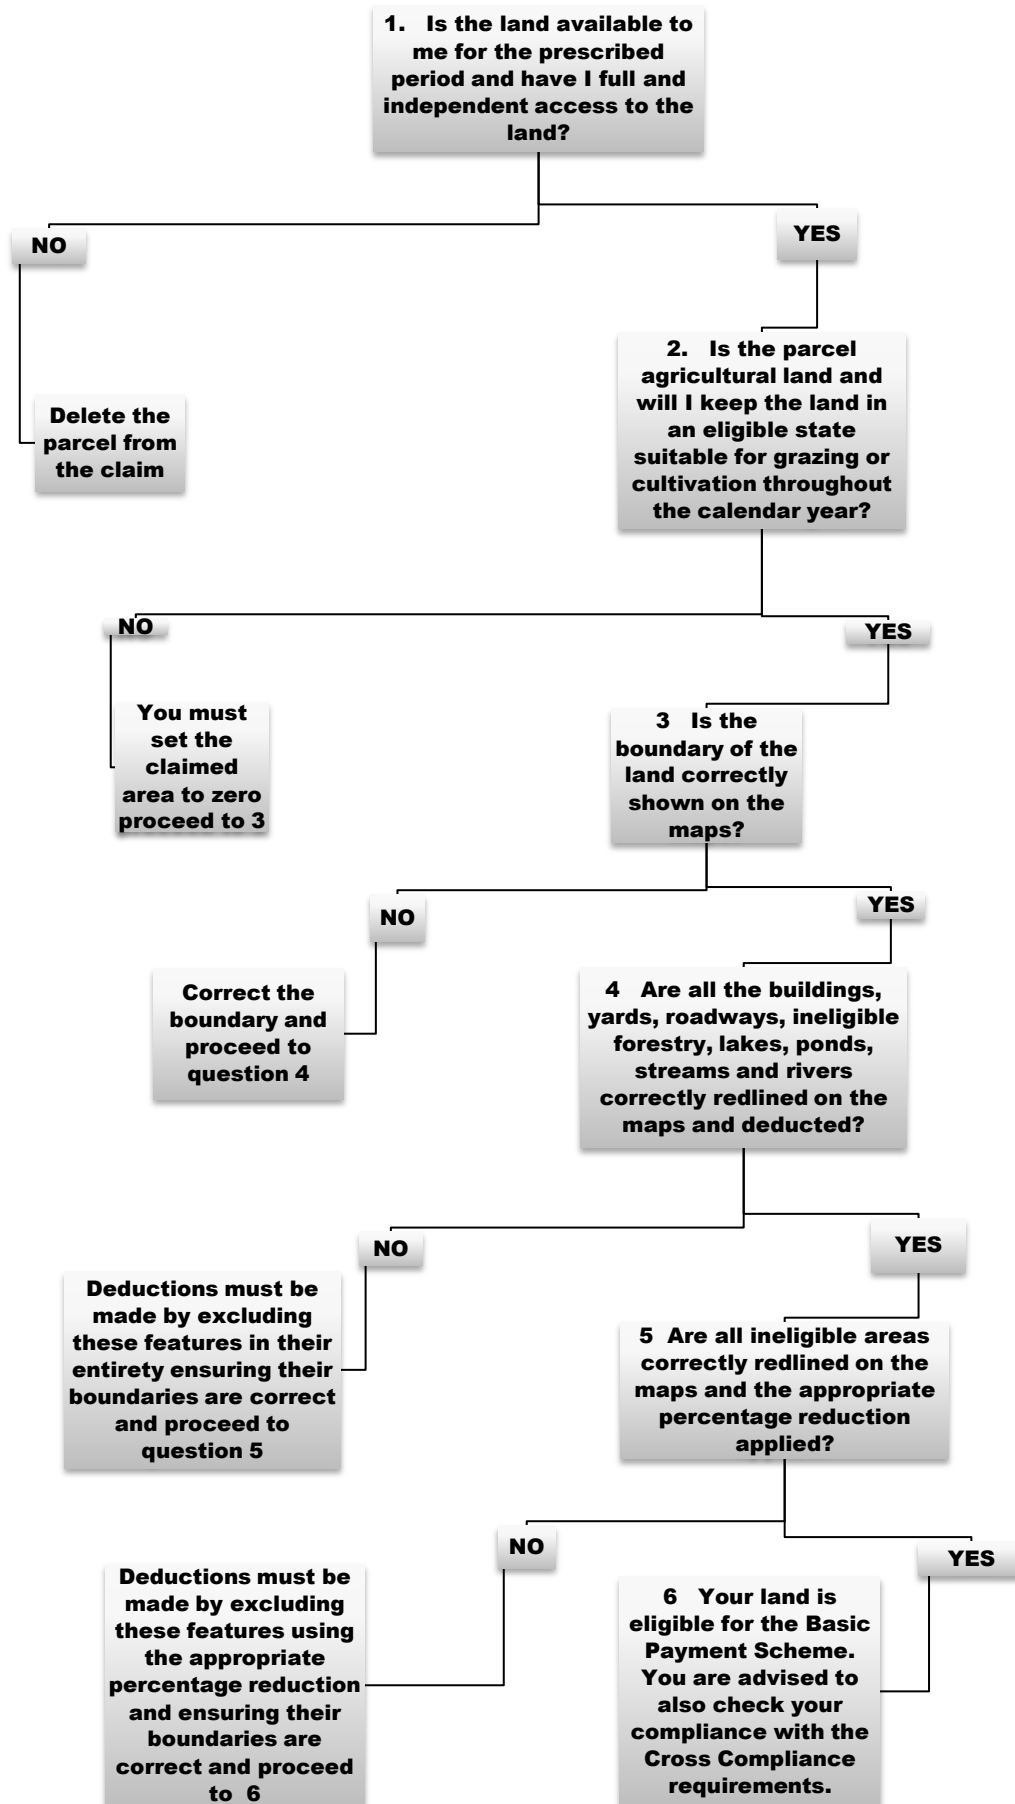 1. Is the land available to
me for the prescribed
period and have I full and
independent access to the
land?
NO
YES
Delete the
parcel from
the claim
2. Is the parcel
agricultural land and
will I keep the land in
an eligible state
suitable for grazing or
cultivation throughout
the calendar year?
NO
YES
You must
set the
claimed
area to zero
proceed to 3
3 Is the
boundary of the
land correctly
shown on the
maps?
NO
YES
Correct the
boundary and
proceed to
question 4
4 Are all the buildings,
yards, roadways, ineligible
forestry, lakes, ponds,
streams and rivers
correctly redlined on the
maps and deducted?
NO
YES
Deductions must be
made by excluding
these features in their
entirety ensuring their
boundaries are correct
and proceed to
question 5
5 Are all ineligible areas
correctly redlined on the
maps and the appropriate
percentage reduction
applied?
NO
YES
Deductions must be
made by excluding
these features using
the appropriate
percentage reduction
and ensuring their
boundaries are
correct and proceed
to 6
6 Your land is
eligible for the Basic
Payment Scheme.
You are advised to
also check your
compliance with the
Cross Compliance
requirements.